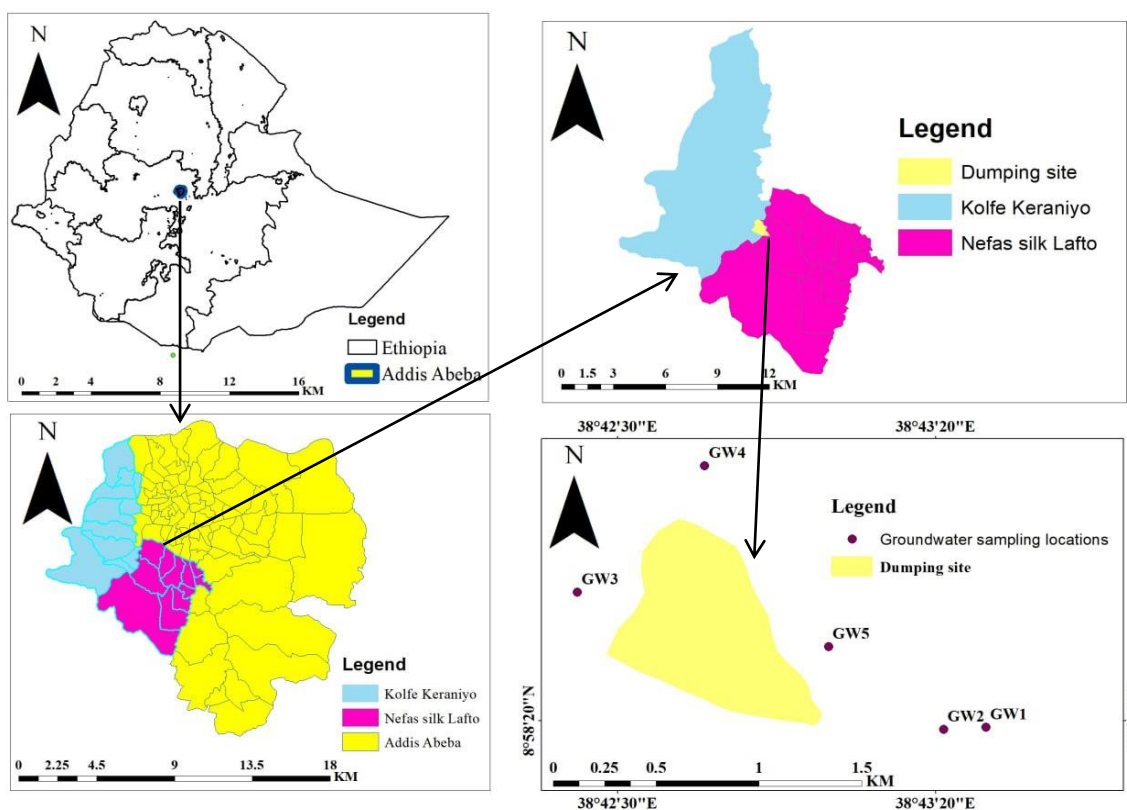 N
Legend
Ethiopia
Addis Abeba
0 2 4 8 12 16
KM
N
Legend
Dumping site
Kolfe Keraniyo
Nefas silk Lafto
0 1.5 3 6 9 12
KM
N
Legend
Kolfe Keraniyo
Nefas silk Lafto
Addis Abeba
0 2.25 4.5 9 13.5 18
KM
38°42'30"E 38°43'20"E
N
GW4
Legend
Groundwater sampling locations
Dumping site
GW3
GW5
8°58'20"N
GW2 GW1
0 0.25 0.5 1 1.5
KM
38°42'30"E 38°43'20"E